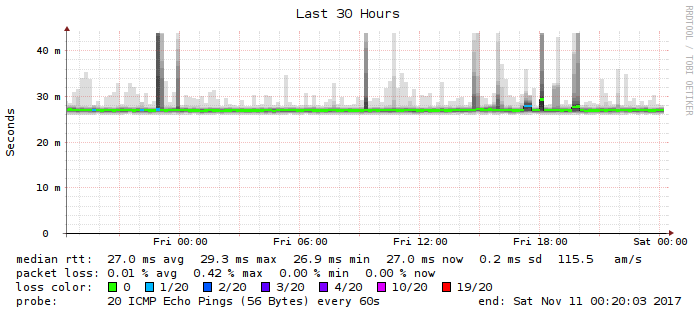 Last 30 Hours
RRDTOOL / TOBI OETIKER
Seconds
40 m
30 m
20 m
10 m
0
Fri 00:00 Fri 06:00 Fri 12:00 Fri 18:00 Sat 00:00
median rtt: 27.0 ms avg 29.3 ms max 26.9 ms min 27.0 ms now 0.2 ms sd 115.5 am/s
packet loss: 0.01 % avg 0.42 % max 0.00 % min 0.00 % now
loss color: 0 1/20 2/20 3/20 4/20 10/20 19/20
probe: 20 ICMP Echo Pings (56 Bytes) every 60s end: Sat Nov 11 00:20:03 2017